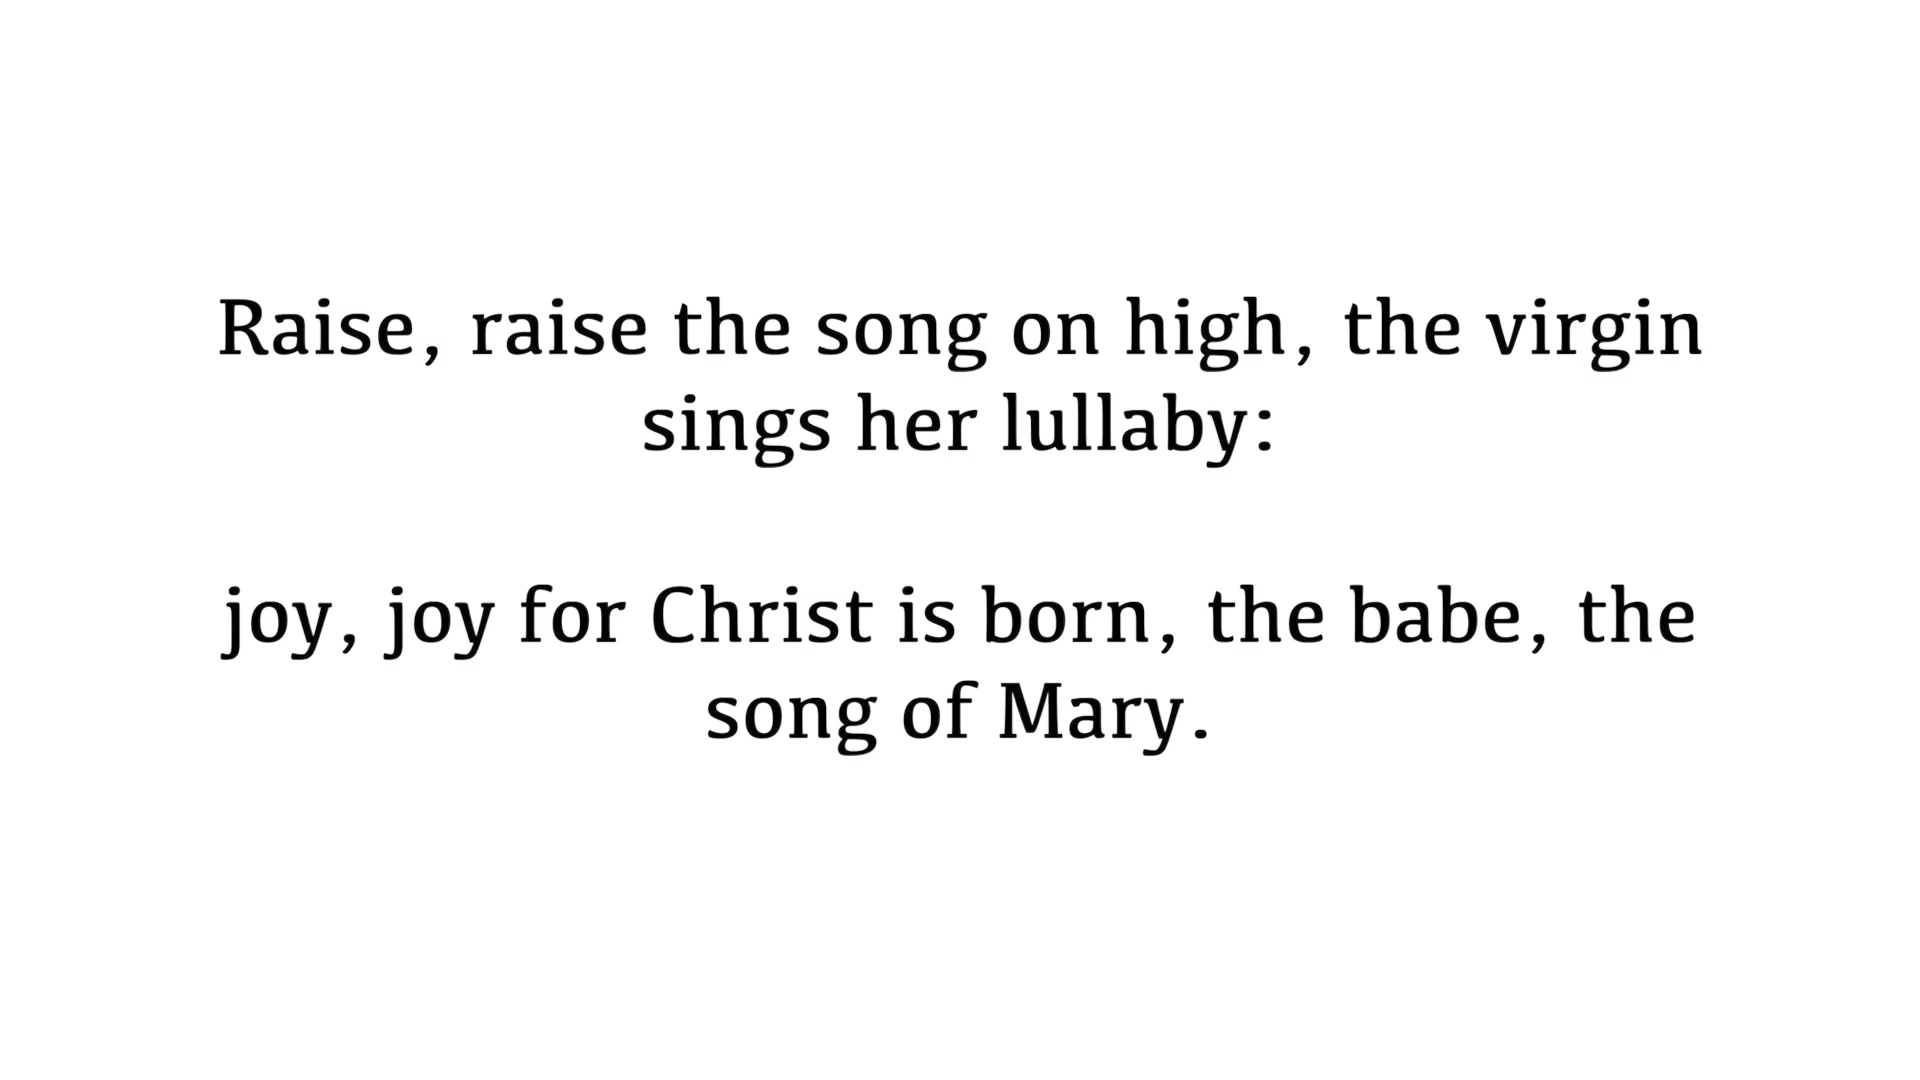 Raise, raise the song on high, the virgin
sings her lullaby:
joy, joy for Christ is born, the babe, the
song of Mary.